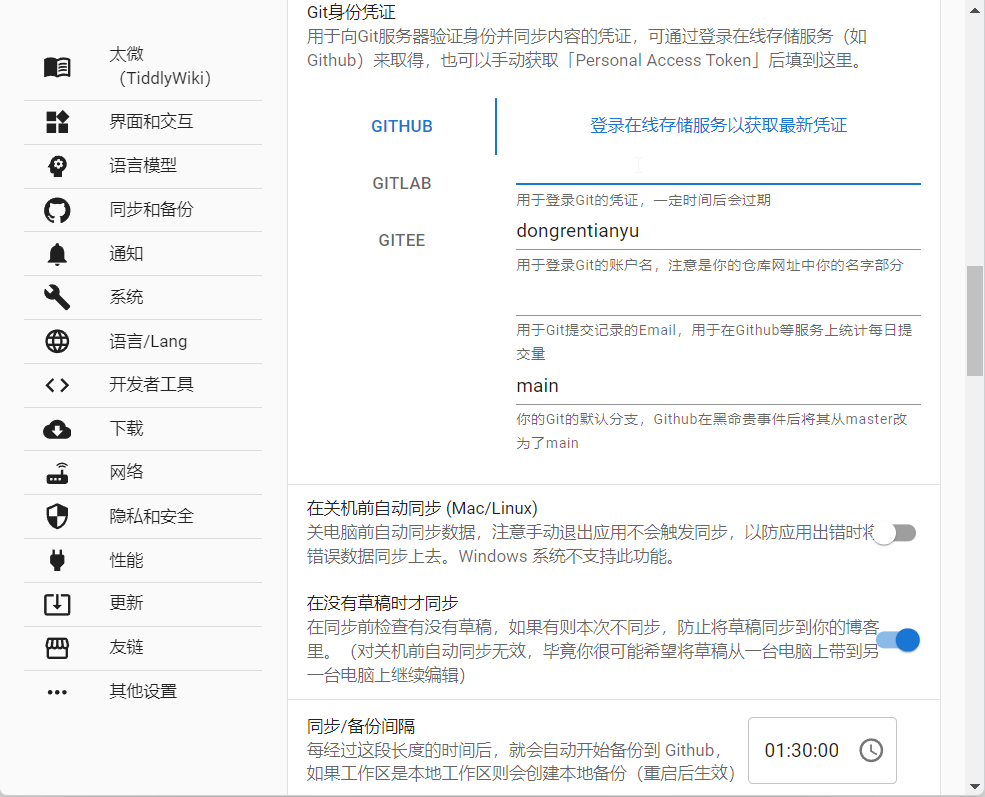 太微
（TiddlyWiki）
界面和交互
语言模型
同步和备份
通知
系统
语言/Lang
开发者工具
下载
网络
隐私和安全
性能
更新
友链
其他设置
Git身份凭证
用于向Git服务器验证身份并同步内容的凭证，可通过登录在线存储服务（如
Github）来取得，也可以手动获取「Personal Access Token」后填到这里。
GITHUB
GITLAB
GITEE
登录在线存储服务以获取最新凭证
用于登录Git的凭证，一定时间后会过期
dongrentianyu
用于登录Git的账户名，注意是你的仓库网址中你的名字部分
用于Git提交记录的Email，用于在Github等服务上统计每日提
交量
main
你的Git的默认分支，Github在黑命贵事件后将其从master改
为了main
在关机前自动同步 (Mac/Linux)
关电脑前自动同步数据，注意手动退出应用不会触发同步，以防应用出错时将
错误数据同步上去。Windows 系统不支持此功能。
在没有草稿时才同步
在同步前检查有没有草稿，如果有则本次不同步，防止将草稿同步到你的博客
里。（对关机前自动同步无效，毕竟你很可能希望将草稿从一台电脑上带到另
一台电脑上继续编辑）
同步/备份间隔
每经过这段长度的时间后，就会自动开始备份到 Github，
如果工作区是本地工作区则会创建本地备份（重启后生效）
01:30:00